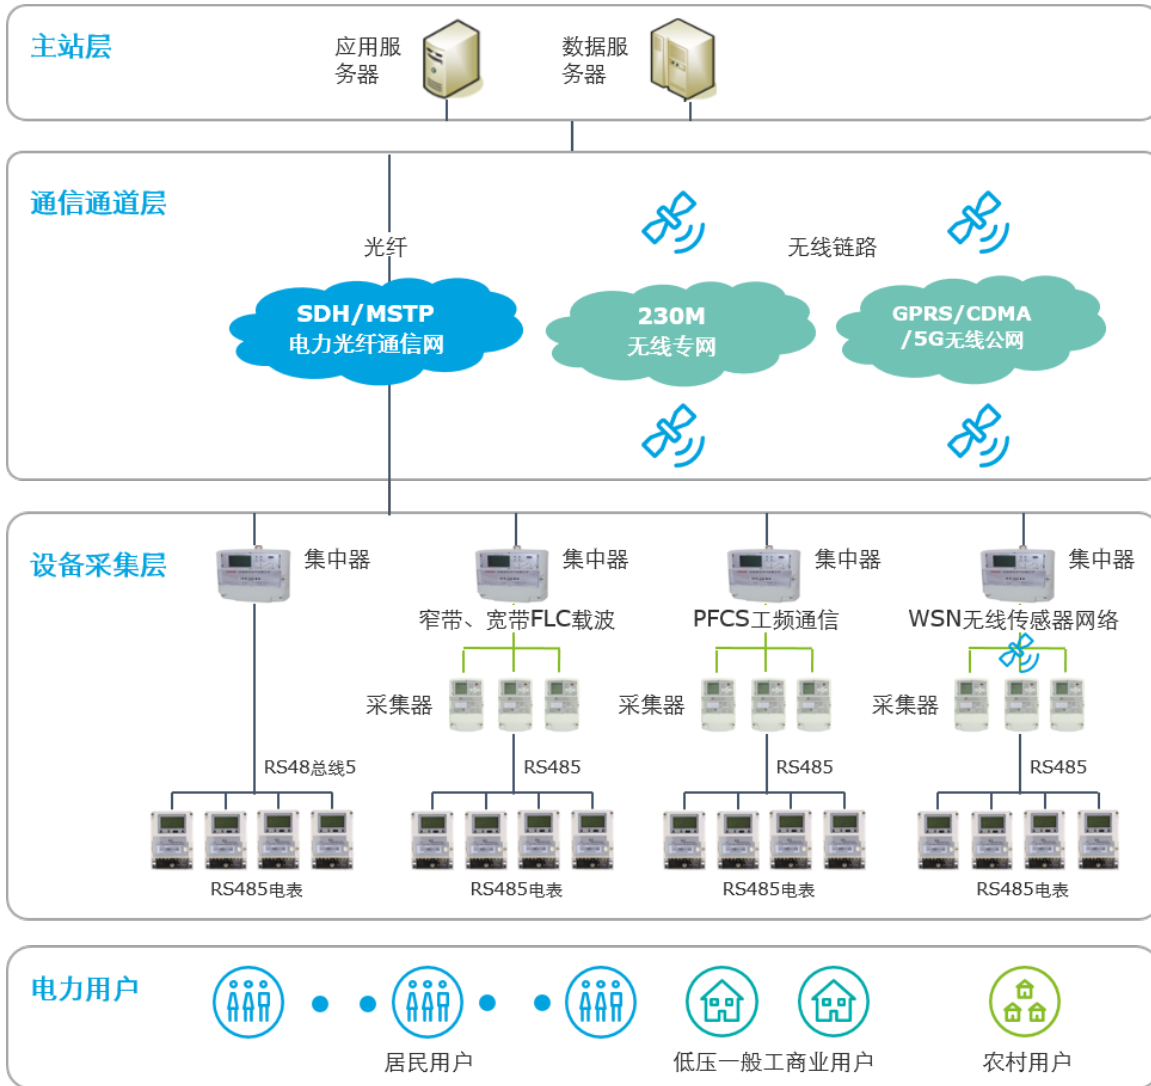 主站层
应用服
务器
数据服
务器
通信通道层
光纤
无线链路
SDH/MSTP
电力光纤通信网
230M
无线专网
GPRS/CDMA
/5G无线公网
设备采集层
集中器
集中器
集中器
集中器
窄带、宽带FLC载波
PFCS工频通信
WSN无线传感器网络
采集器
采集器
采集器
RS48总线5
RS485
RS485
RS485
RS485电表
RS485电表
RS485电表
RS485电表
电力用户
居民用户
低压一般工商业用户
农村用户